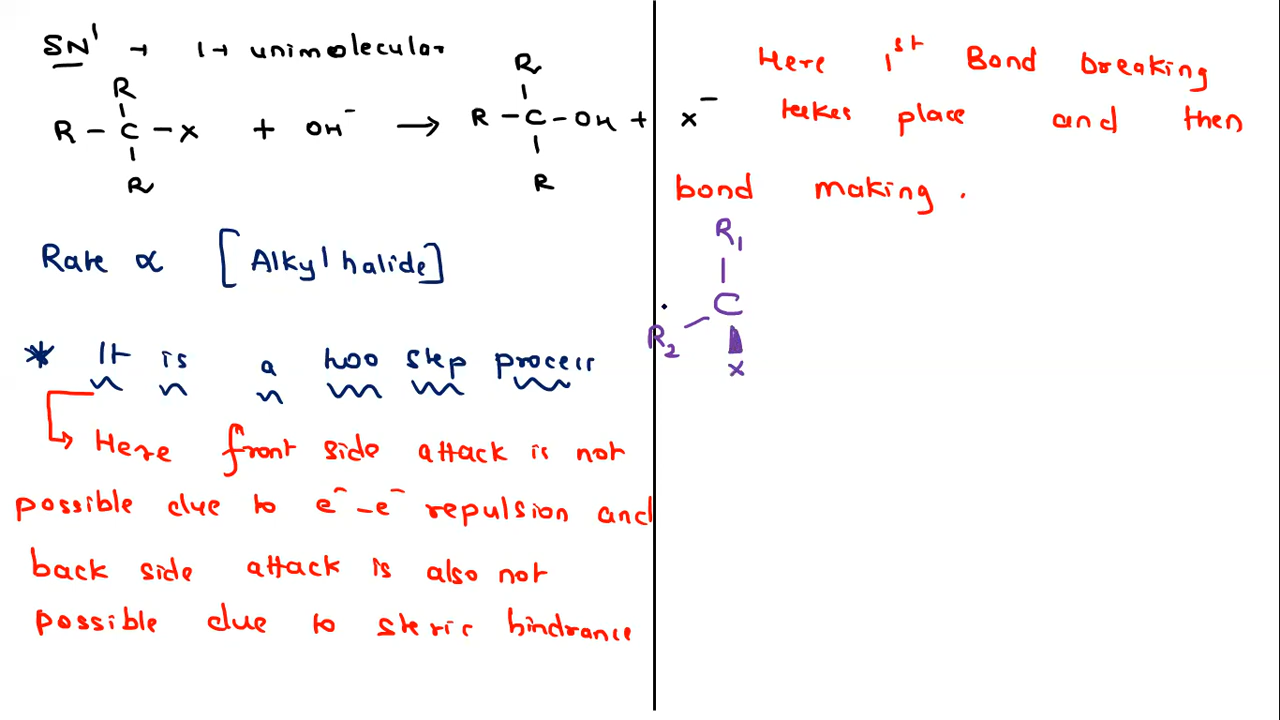 SN¹ → 1→ unimolecular
R
R – C – X + OH⁻ → R – C – OH + X⁻
R
R
R
Rate ∝ [Alkyl halide]
* It is a two step process
↳ Here front side attack is not
possible due to e⁻–e⁻ repulsion and
back side attack is also not
possible due to steric hindrance
Here 1st Bond breaking
takes place and then
bond making.
R₁
C
R₂
X